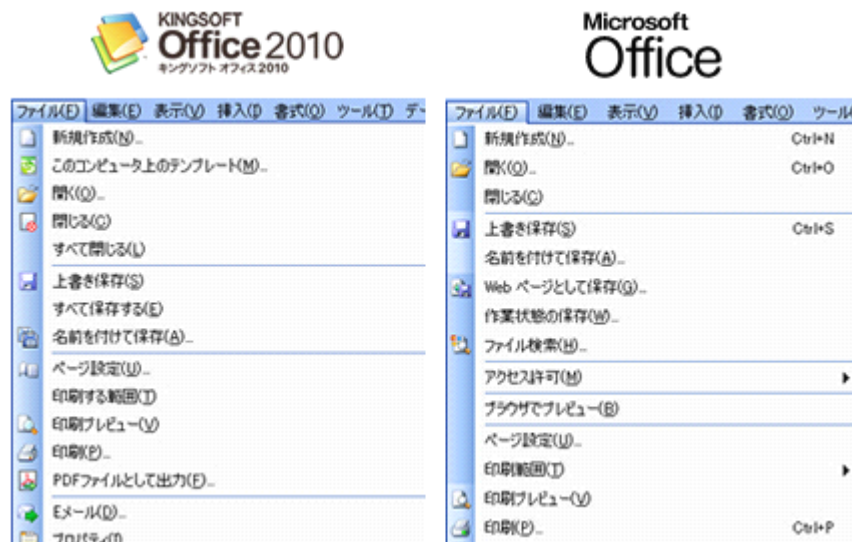 KINGSOFT
Office 2010
キングソフト オフィス 2010
ファイル(F) 編集(E) 表示(V) 挿入(I) 書式(O) ツール(T) デー
新規作成(N)...
このコンピュータ上のテンプレート(M)...
開く(O)...
閉じる(C)
すべて閉じる(L)
上書き保存(S)
すべて保存する(E)
名前を付けて保存(A)...
ページ設定(U)...
印刷する範囲(T)
印刷プレビュー(V)
印刷(P)...
PDFファイルとして出力(F)...
Eメール(D)...
プロパティ(I)
Microsoft
Office
ファイル(F) 編集(E) 表示(V) 挿入(I) 書式(O) ツール
新規作成(N)... Ctrl+N
開く(O)... Ctrl+O
閉じる(C)
上書き保存(S) Ctrl+S
名前を付けて保存(A)...
Web ページとして保存(G)...
作業状態の保存(W)...
ファイル検索(H)...
アクセス許可(M)
ブラウザでプレビュー(B)
ページ設定(U)...
印刷範囲(T)
印刷プレビュー(V)
印刷(P)... Ctrl+P